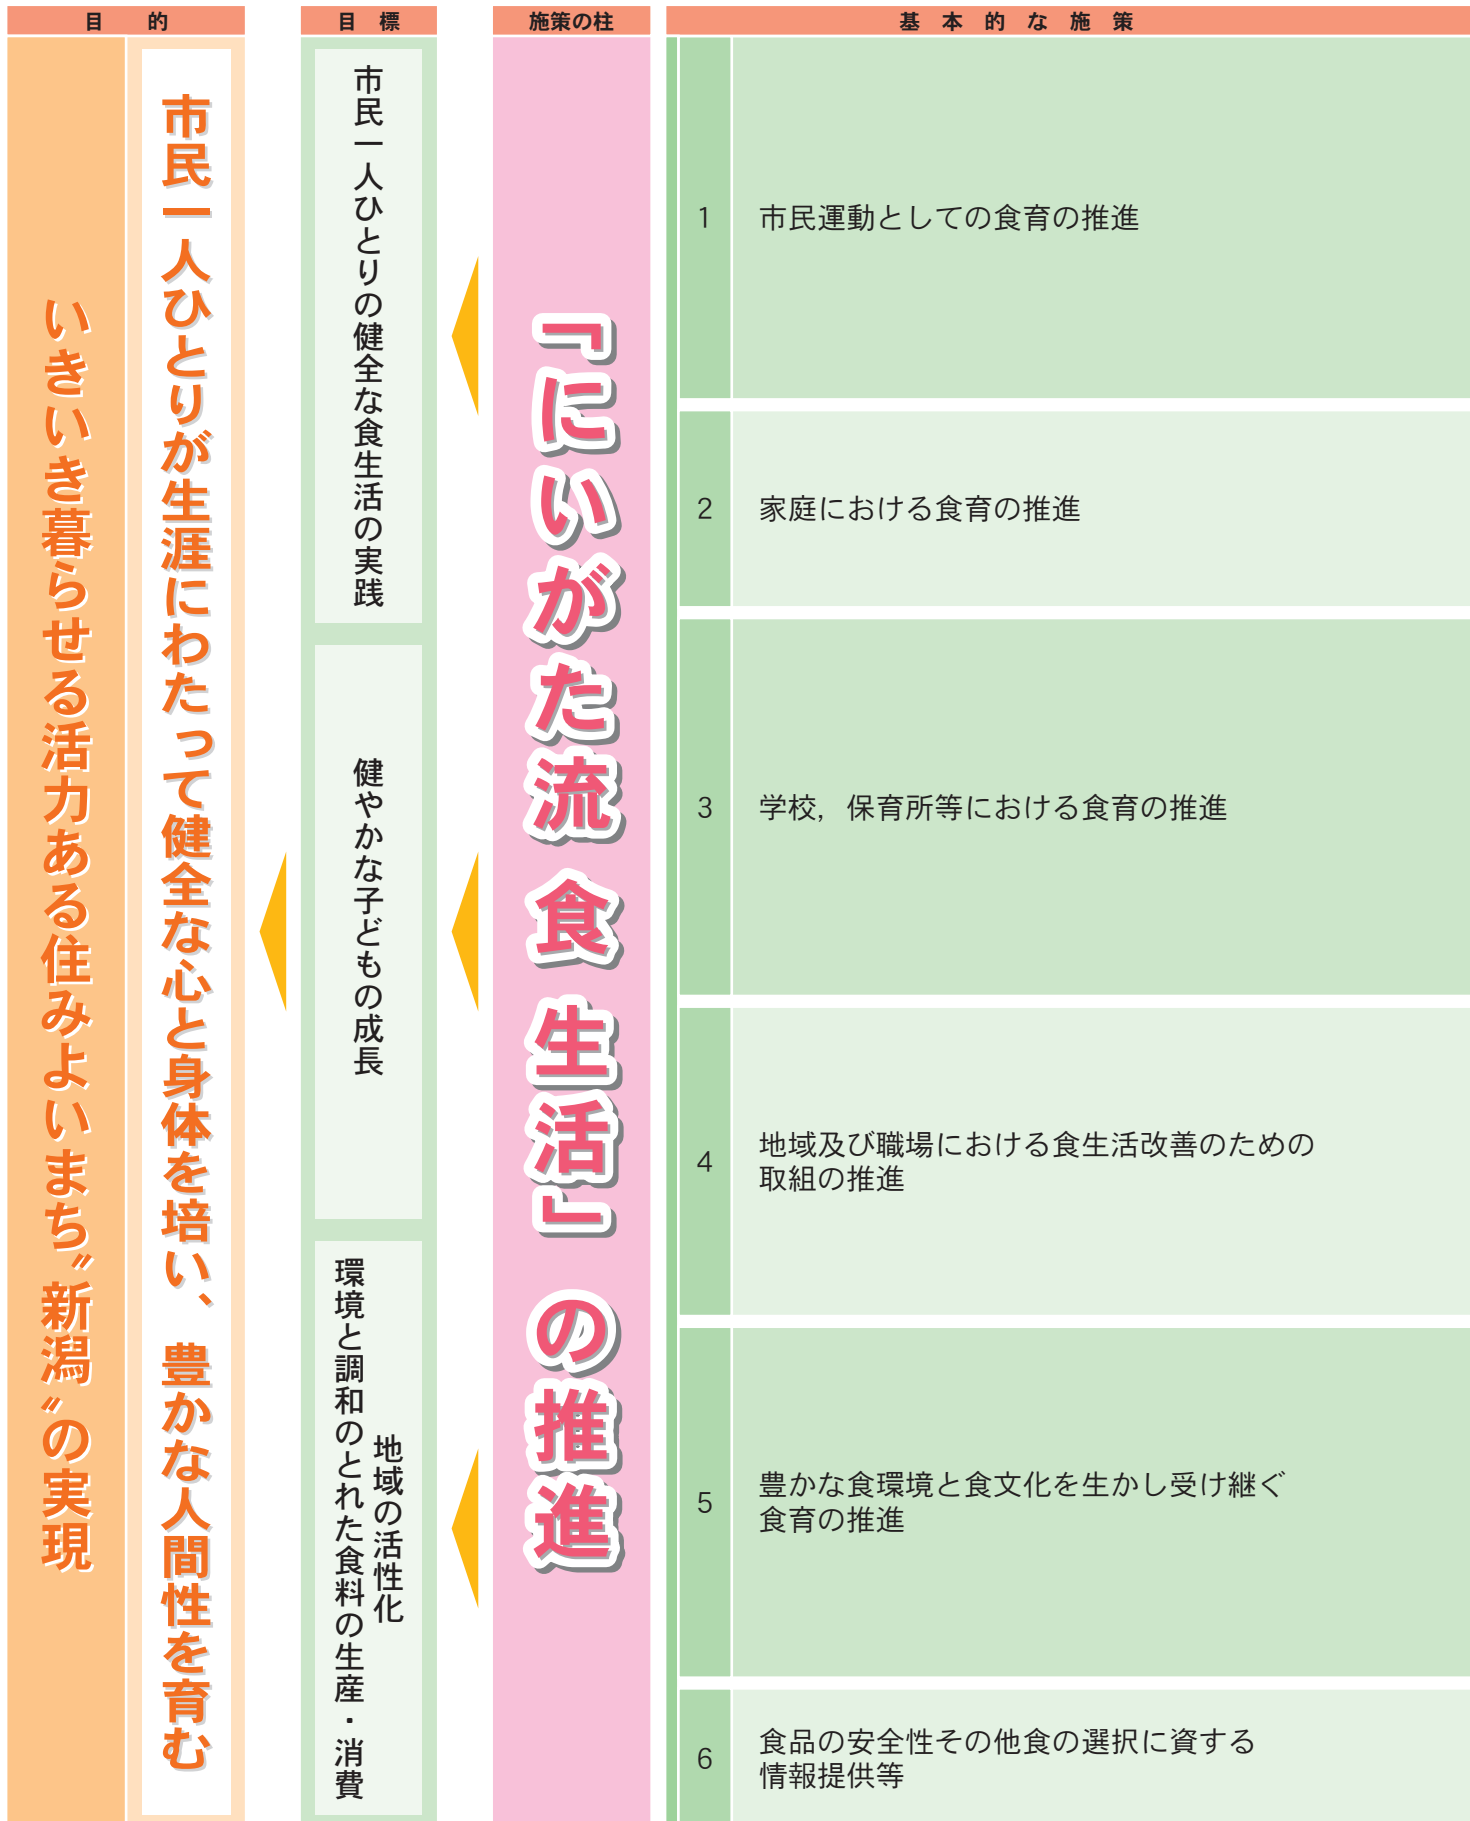 目　的
目　標
施策の柱
基　本　的　な　施　策
市民一人ひとりが生涯にわたって健全な心と身体を培い、豊かな人間性を育む
いきいき暮らせる活力ある住みよいまち〝新潟〟の実現
市民一人ひとりの健全な食生活の実践
健やかな子どもの成長
地域の活性化
環境と調和のとれた食料の生産・消費
「にいがた流 食 生活」の推進
1 市民運動としての食育の推進
2 家庭における食育の推進
3 学校，保育所等における食育の推進
4 地域及び職場における食生活改善のための
取組の推進
5 豊かな食環境と食文化を生かし受け継ぐ
食育の推進
6 食品の安全性その他食の選択に資する
情報提供等